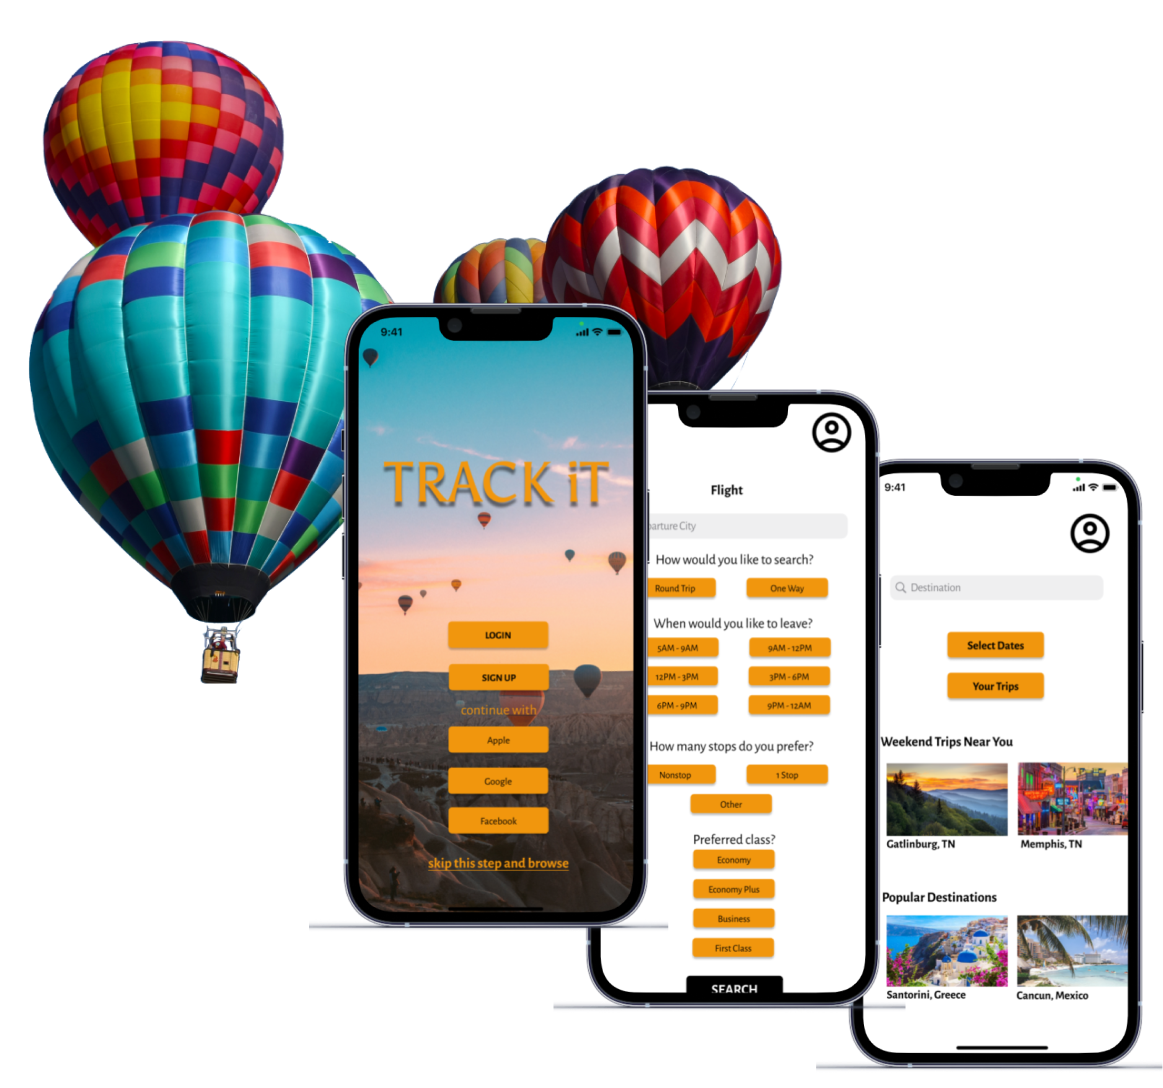 9:41
TRACK iT
LOGIN
SIGN UP
continue with
Apple
Google
Facebook
skip this step and browse
Flight
parture City
How would you like to search?
Round Trip
One Way
When would you like to leave?
5AM - 9AM
9AM - 12PM
12PM - 3PM
3PM - 6PM
6PM - 9PM
9PM - 12AM
How many stops do you prefer?
Nonstop
1 Stop
Other
Preferred class?
Economy
Economy Plus
Business
First Class
SEARCH
9:41
Destination
Select Dates
Your Trips
Weekend Trips Near You
Gatlinburg, TN
Memphis, TN
Popular Destinations
Santorini, Greece
Cancun, Mexico